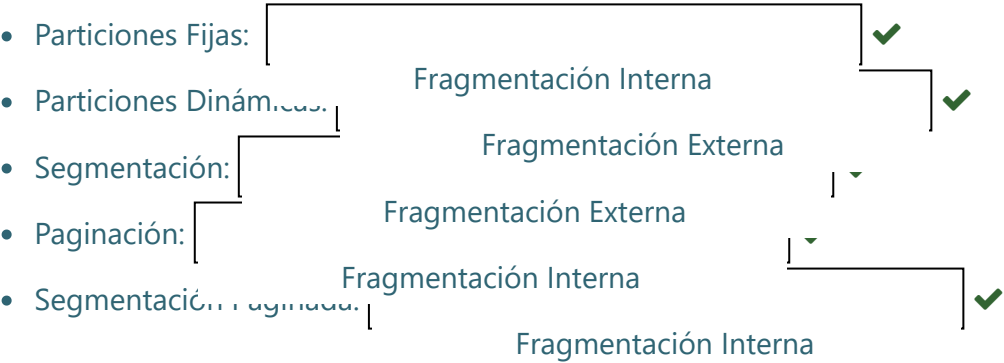 • Particiones Fijas:
Fragmentación Interna
• Particiones Dinámicas:
Fragmentación Externa
• Segmentación:
Fragmentación Externa
• Paginación:
Fragmentación Interna
• Segmentación Paginada:
Fragmentación Interna